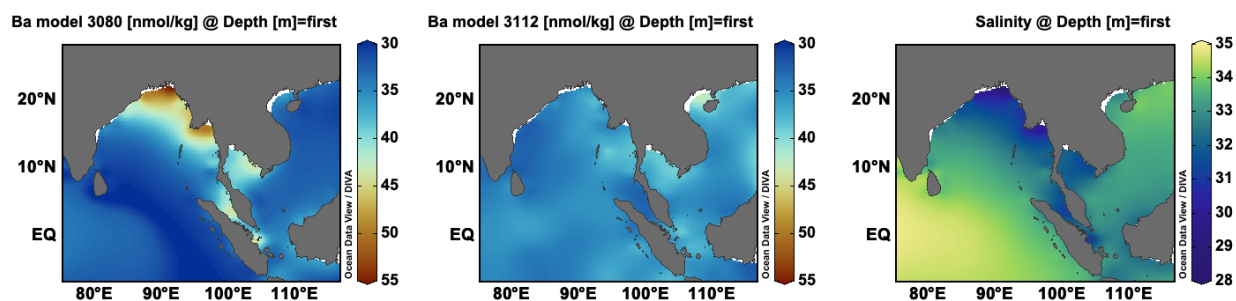 Ba model 3080 [nmol/kg] @ Depth [m]=first
20°N
10°N
EQ
80°E
90°E
100°E
110°E
30
35
40
45
50
55
Ocean Data View / DIVA
Ba model 3112 [nmol/kg] @ Depth [m]=first
20°N
10°N
EQ
80°E
90°E
100°E
110°E
30
35
40
45
50
55
Ocean Data View / DIVA
Salinity @ Depth [m]=first
20°N
10°N
EQ
80°E
90°E
100°E
110°E
35
34
33
32
31
30
29
28
Ocean Data View / DIVA